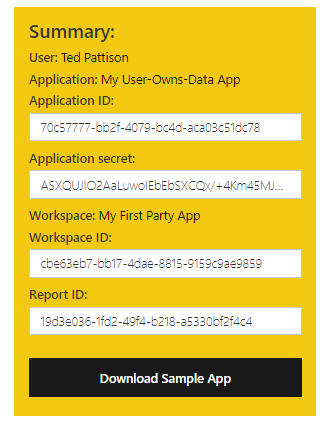 Summary:
User: Ted Pattison
Application: My User-Owns-Data App
Application ID:
70c57777-bb2f-4079-bc4d-aca03c51dc78
Application secret:
ASXQUJIO2AaLuwoIEbEbSXCQx/+4Km45MJ...
Workspace: My First Party App
Workspace ID:
cbe63eb7-bb17-4dae-8815-9159c9ae9859
Report ID:
19d3e036-1fd2-49f4-b218-a5330bf2f4c4
Download Sample App